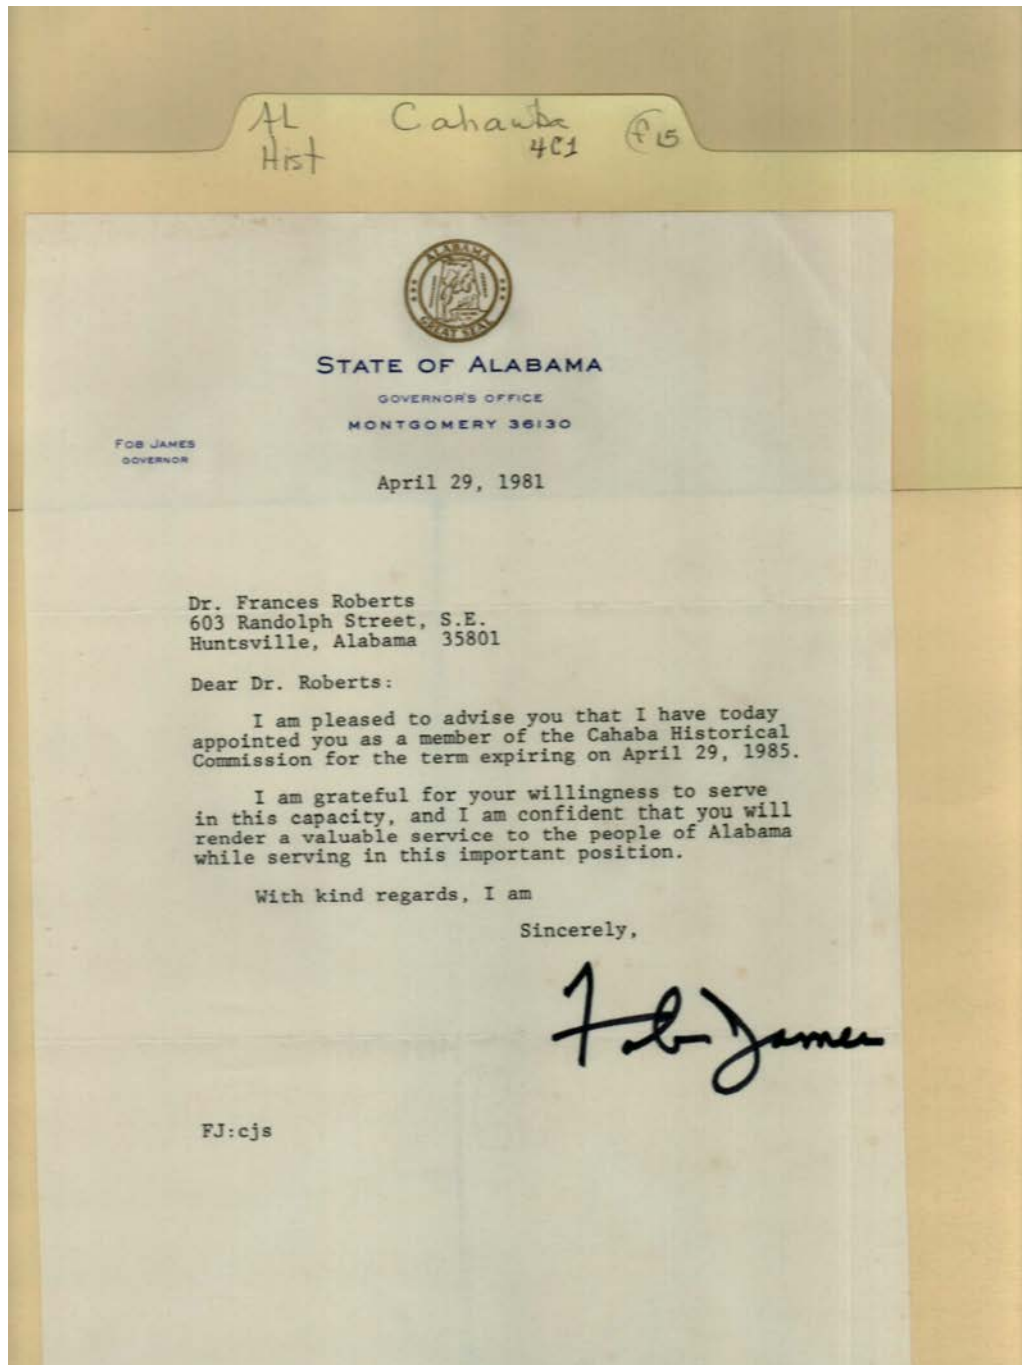 AL Cahawba f15
Hist 4C1
ALABAMA
GREAT SEAL
STATE OF ALABAMA
GOVERNOR'S OFFICE
MONTGOMERY 36130
FOB JAMES
GOVERNOR
April 29, 1981
Dr. Frances Roberts
603 Randolph Street, S.E.
Huntsville, Alabama 35801
Dear Dr. Roberts:
I am pleased to advise you that I have today
appointed you as a member of the Cahaba Historical
Commission for the term expiring on April 29, 1985.
I am grateful for your willingness to serve
in this capacity, and I am confident that you will
render a valuable service to the people of Alabama
while serving in this important position.
With kind regards, I am
Sincerely,
Fob James
FJ:cjs